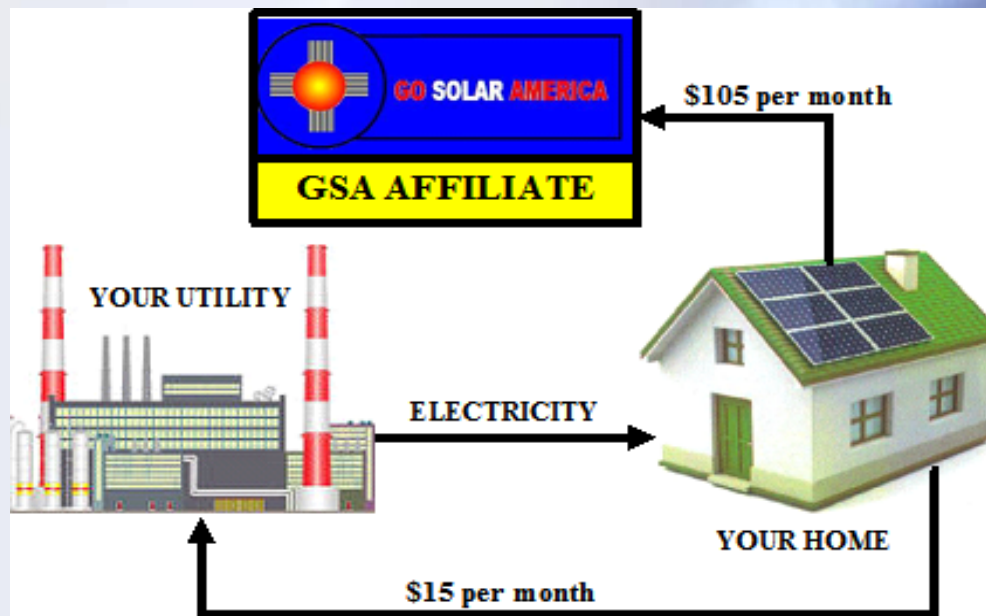 GO SOLAR AMERICA
$105 per month
GSA AFFILIATE
YOUR UTILITY
ELECTRICITY
YOUR HOME
$15 per month